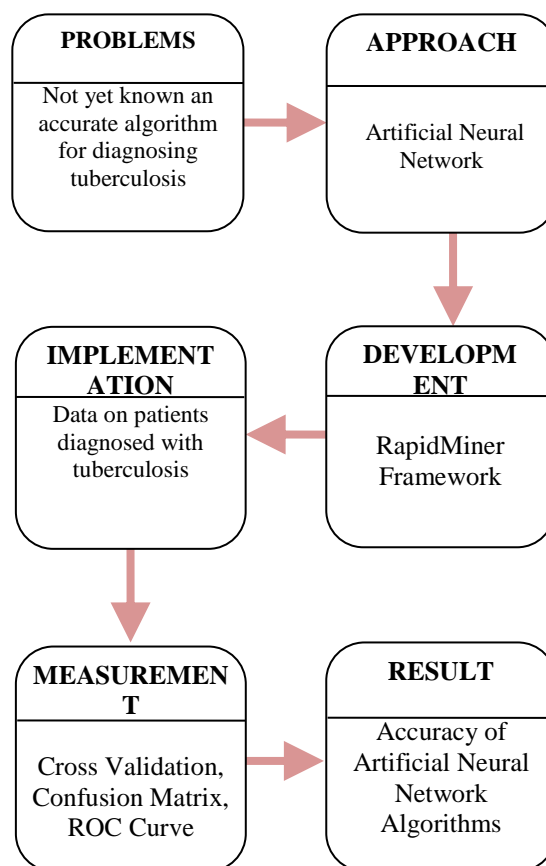 PROBLEMS
Not yet known an
accurate algorithm
for diagnosing
tuberculosis
APPROACH
Artificial Neural
Network
DEVELOPM
ENT
RapidMiner
Framework
IMPLEMENT
ATION
Data on patients
diagnosed with
tuberculosis
MEASUREMEN
T
Cross Validation,
Confusion Matrix,
ROC Curve
RESULT
Accuracy of
Artificial Neural
Network
Algorithms